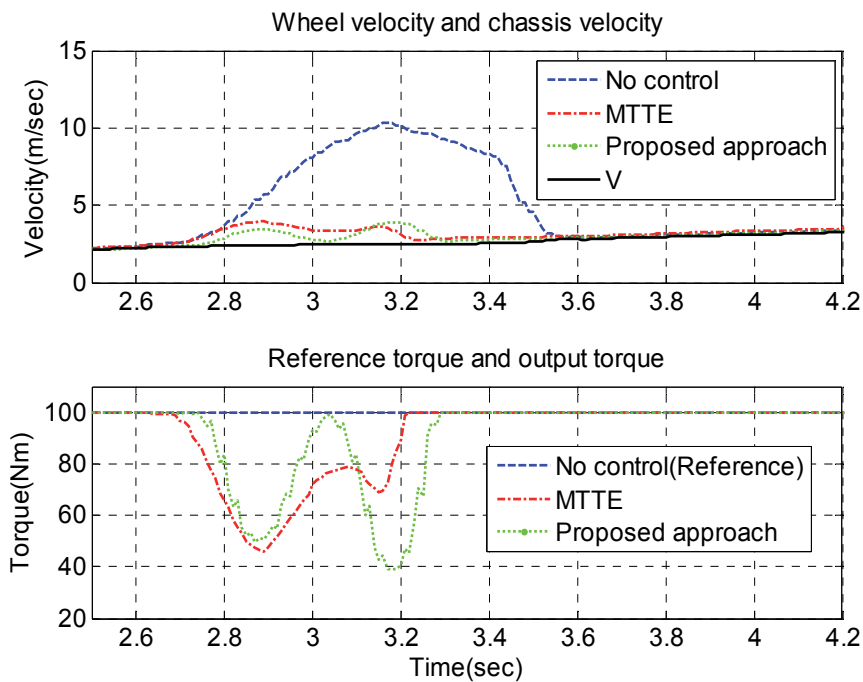 Wheel velocity and chassis velocity
15
10
5
0
Velocity(m/sec)
No control
MTTE
Proposed approach
V
2.6 2.8 3 3.2 3.4 3.6 3.8 4 4.2
Reference torque and output torque
100
80
60
40
20
Torque(Nm)
No control(Reference)
MTTE
Proposed approach
2.6 2.8 3 3.2 3.4 3.6 3.8 4 4.2
Time(sec)